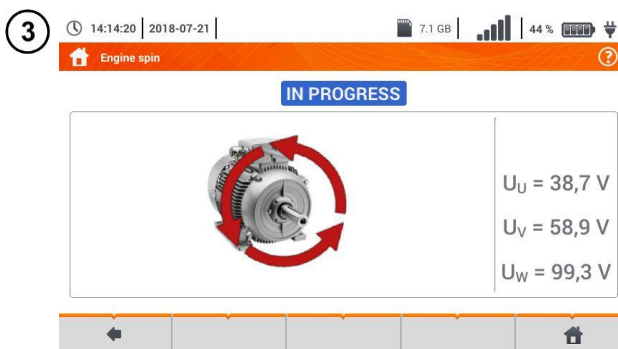 3
14:14:20 2018-07-21 7.1 GB 44 %
Engine spin ?
IN PROGRESS
UU = 38,7 V
UV = 58,9 V
UW = 99,3 V